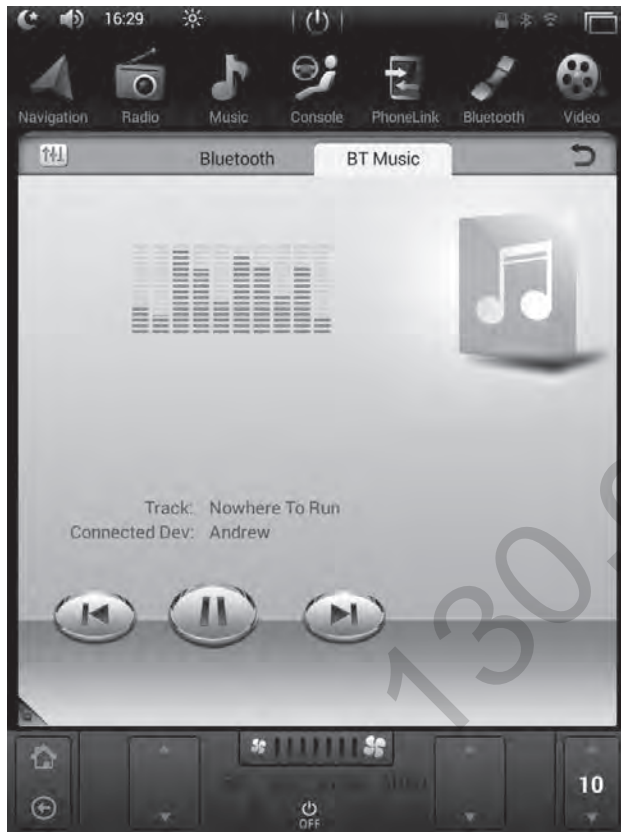 16:29
Navigation Radio Music Console PhoneLink Bluetooth Video
Bluetooth BT Music
Track: Nowhere To Run
Connected Dev: Andrew
10
OFF
130.